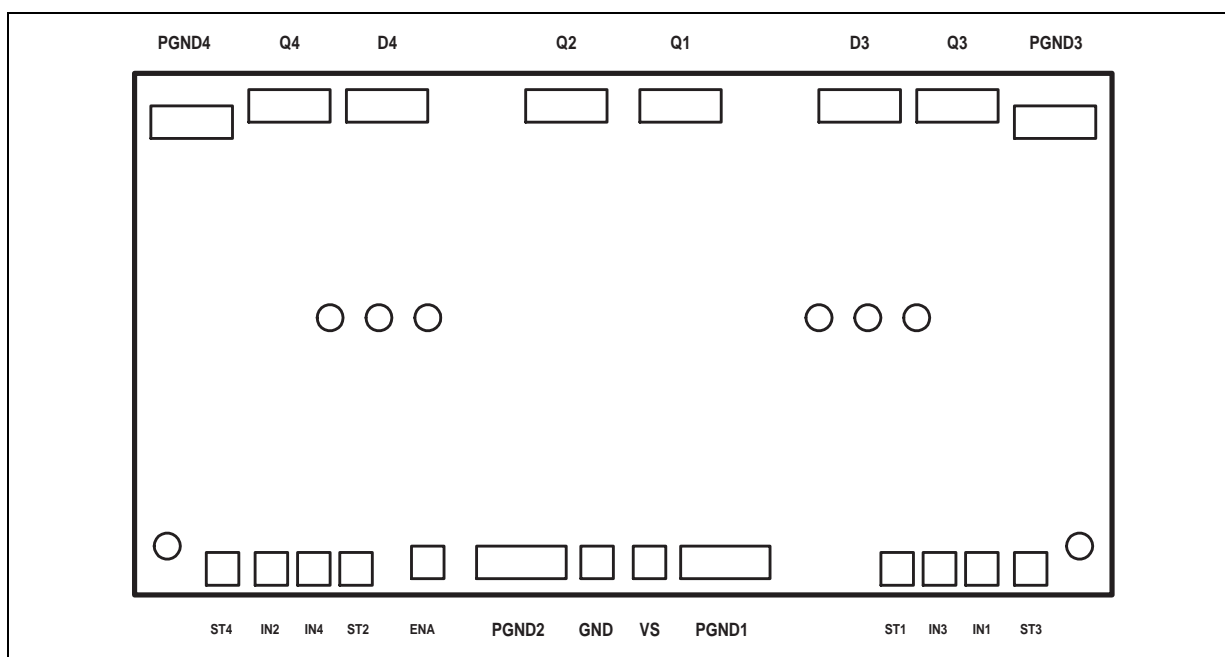 PGND4 Q4 D4 Q2 Q1 D3 Q3 PGND3
ST4 IN2 IN4 ST2 ENA PGND2 GND VS PGND1 ST1 IN3 IN1 ST3